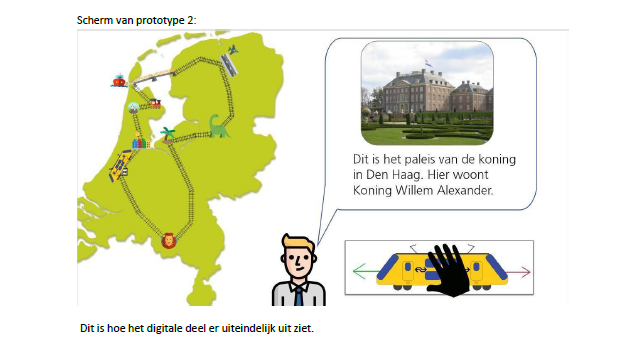 Scherm van prototype 2:
Dit is het paleis van de koning
in Den Haag. Hier woont
Koning Willem Alexander.
Dit is hoe het digitale deel er uiteindelijk uit ziet.